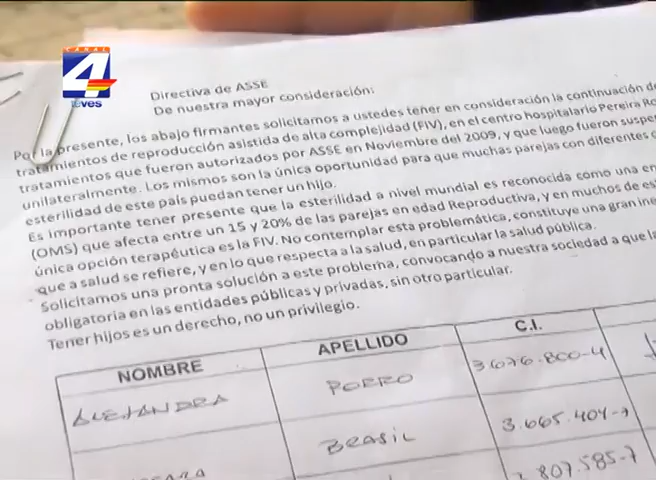 CANAL
4
teves
Directiva de ASSE
De nuestra mayor consideración:
Por la presente, los abajo firmantes solicitamos a ustedes tener en consideración la continuación de
tratamientos de reproducción asistida de alta complejidad (FIV), en el centro hospitalario Pereira
tratamientos que fueron autorizados por ASSE en Noviembre del 2009, y que luego fueron
unilateralmente. Los mismos son la única oportunidad para que muchas parejas con diferentes
esterilidad de este país puedan tener un hijo.
Es importante tener presente que la esterilidad a nivel mundial es reconocida como una
(OMS) que afecta entre un 15 y 20% de las parejas en edad Reproductiva, y en muchos de
única opción terapéutica es la FIV. No contemplar esta problemática, constituye una gran
que a salud se refiere, y en lo que respecta a la salud, en particular la salud pública.
Solicitamos una pronta solución a este problema, convocando a nuestra sociedad a que
obligatoria en las entidades públicas y privadas, sin otro particular.
Tener hijos es un derecho, no un privilegio.
NOMBRE APELLIDO C.I.
ALEJANDRA PORRO 3.676.800-4
BRASIL 3.665.404-7
807.585-7